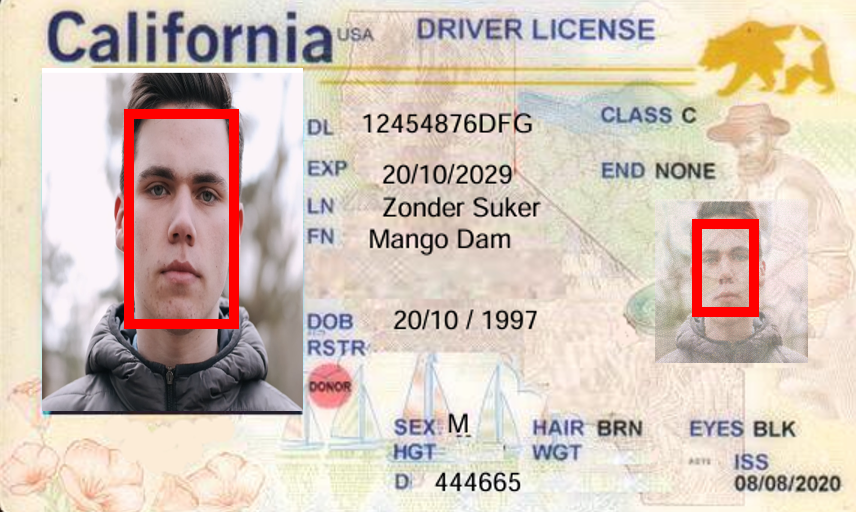 California USA DRIVER LICENSE
DL 12454876DFG
CLASS C
EXP 20/10/2029
END NONE
LN Zonder Suker
FN Mango Dam
DOB 20/10 / 1997
RSTR
DONOR
SEX M
HAIR BRN
EYES BLK
HGT
WGT
ISS
D 444665
08/08/2020